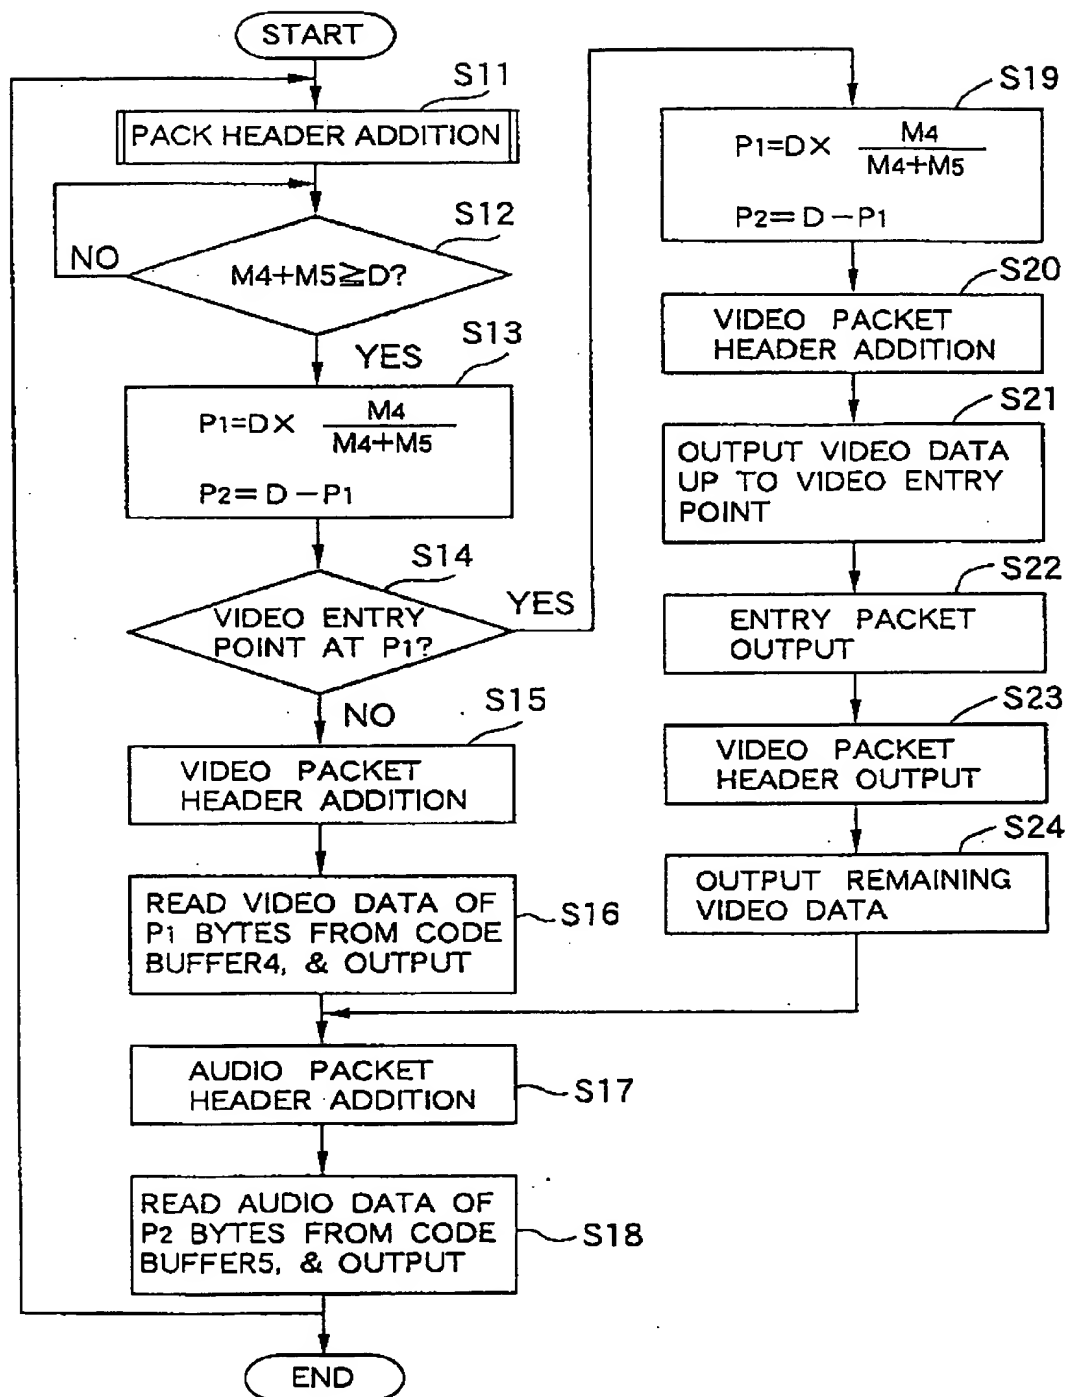 START
S11
PACK HEADER ADDITION
S12
NO
M4+M5≧D?
YES
S13
P1=D× M4
M4+M5
P2=D-P1
S14
VIDEO ENTRY
POINT AT P1?
YES
NO
S15
VIDEO PACKET
HEADER ADDITION
READ VIDEO DATA OF
P1 BYTES FROM CODE
BUFFER4, & OUTPUT
S16
AUDIO PACKET
HEADER ADDITION
S17
READ AUDIO DATA OF
P2 BYTES FROM CODE
BUFFER5, & OUTPUT
S18
END
S19
P1=D× M4
M4+M5
P2=D-P1
S20
VIDEO PACKET
HEADER ADDITION
S21
OUTPUT VIDEO DATA
UP TO VIDEO ENTRY
POINT
S22
ENTRY PACKET
OUTPUT
S23
VIDEO PACKET
HEADER OUTPUT
S24
OUTPUT REMAINING
VIDEO DATA